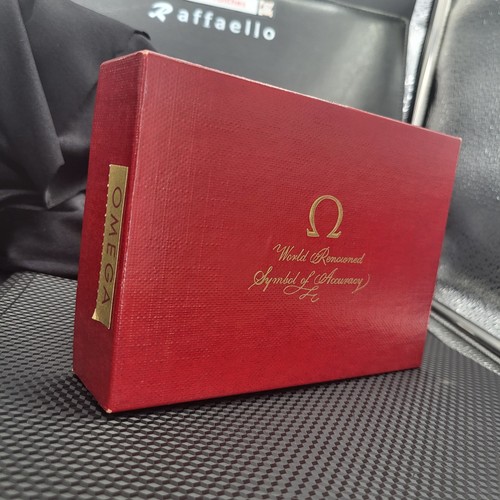 Raffaello
OMEGA
Ω
World Renowned
Symbol of Accuracy